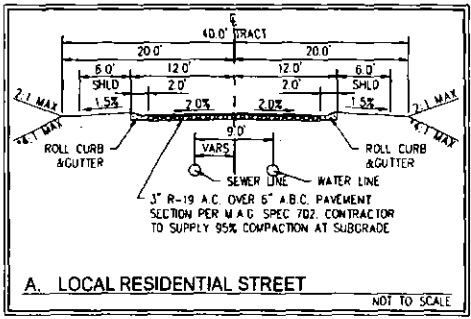 ℄
40.0' TRACT
20.0' 20.0'
6.0' 12.0' 12.0' 6.0'
SHLD 2.0' 2.0' SHLD
2:1 MAX 1.5% 2.0% 2.0% 1.5% 2:1 MAX
4:1 MAX 9.0' 4:1 MAX
ROLL CURB ROLL CURB
&GUTTER VARS &GUTTER
SEWER LINE WATER LINE
3" R-19 A.C. OVER 6" A.B.C. PAVEMENT
SECTION PER M.A.G. SPEC 702. CONTRACTOR
TO SUPPLY 95% COMPACTION AT SUBGRADE
A. LOCAL RESIDENTIAL STREET
NOT TO SCALE